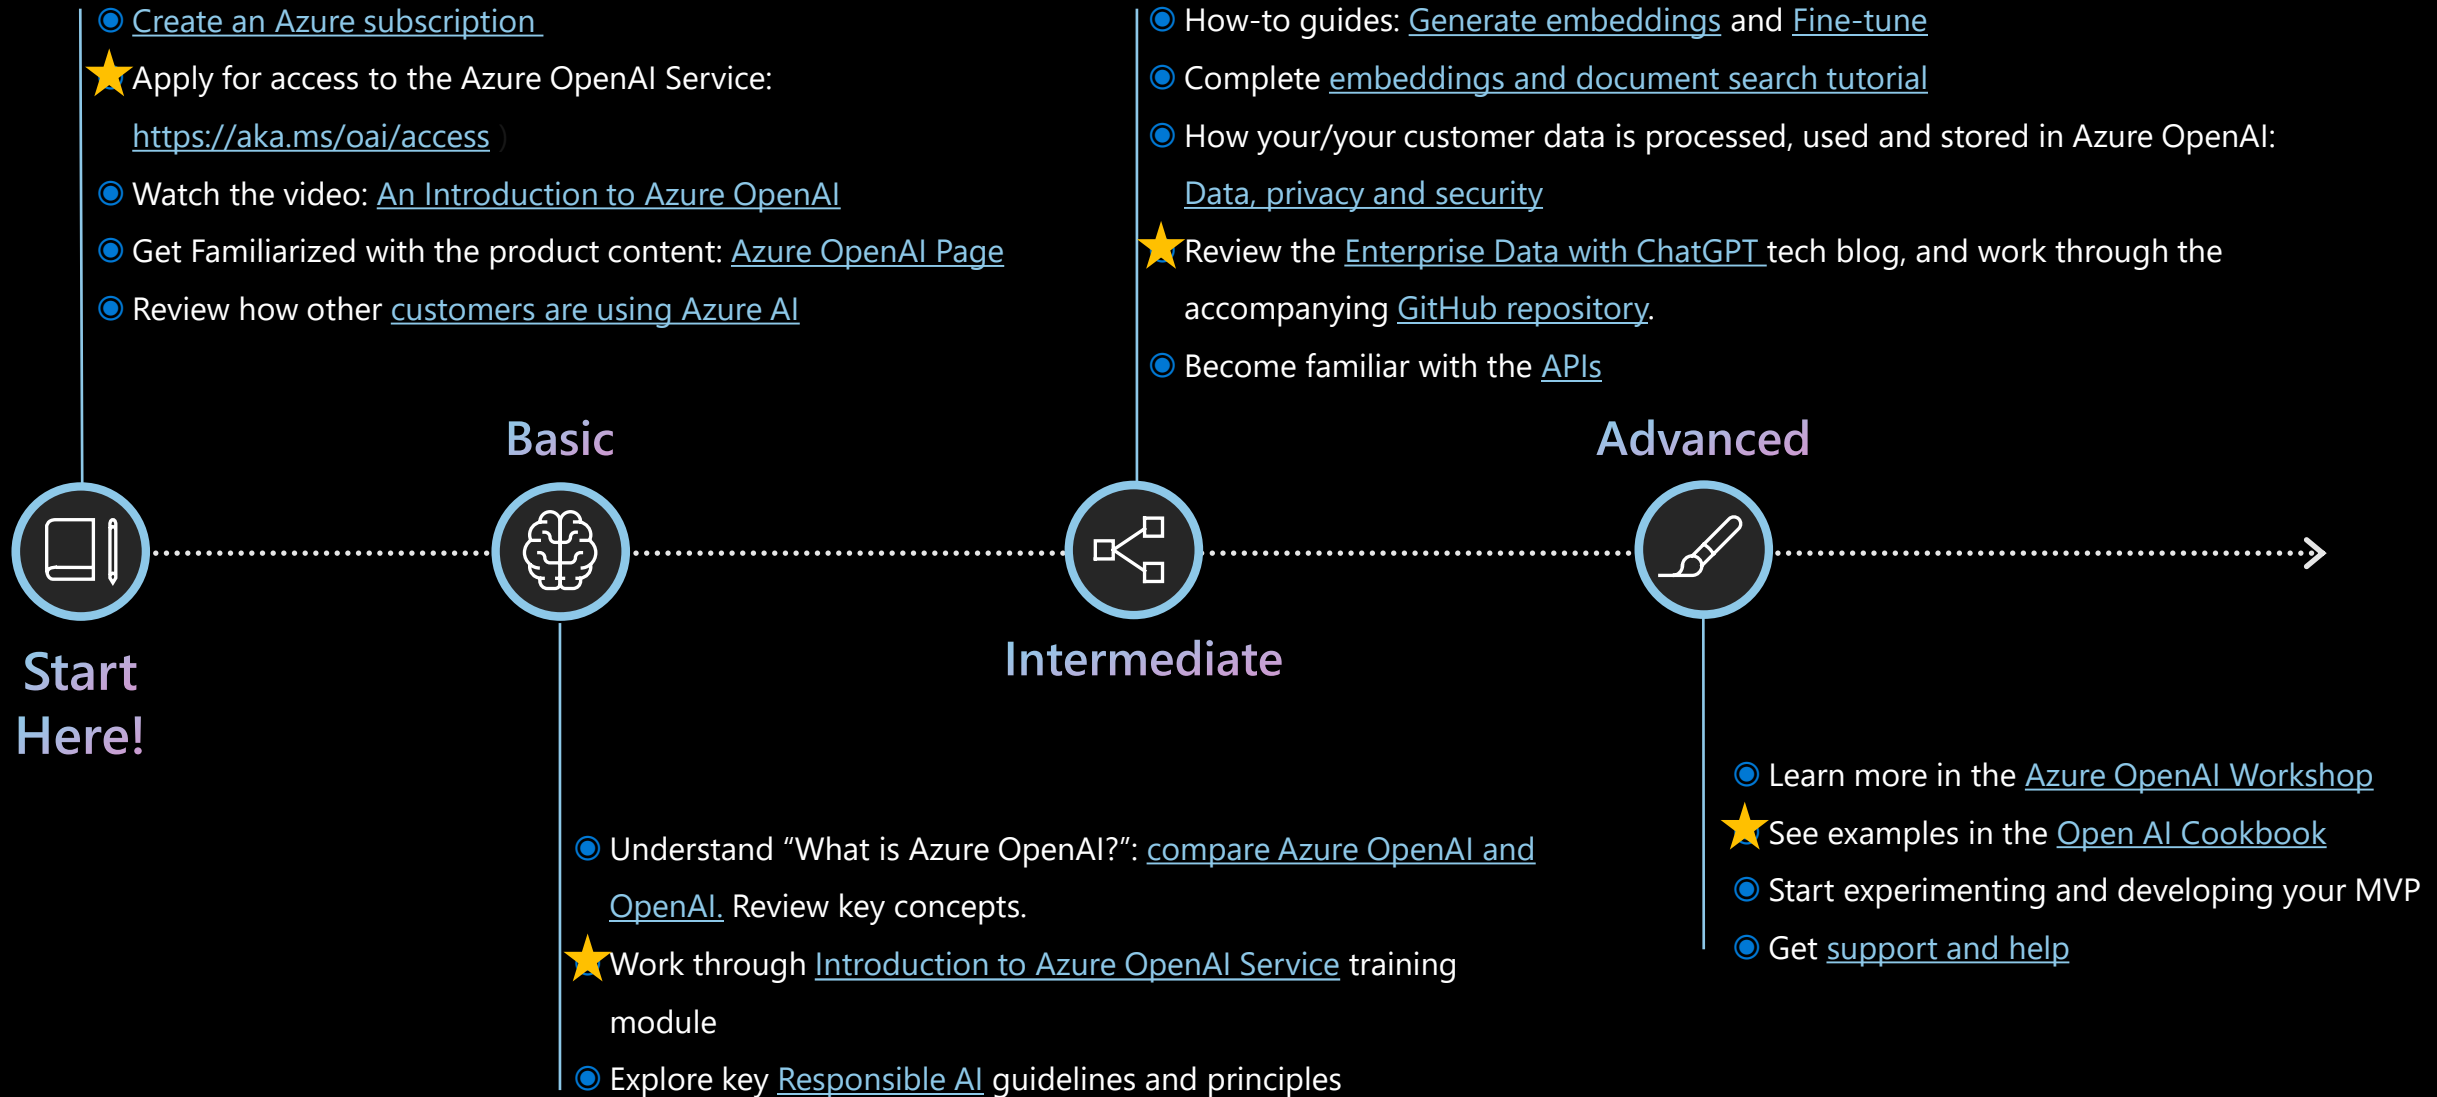 Create an Azure subscription
Apply for access to the Azure OpenAI Service:
https://aka.ms/oai/access )
Watch the video: An Introduction to Azure OpenAI
Get Familiarized with the product content: Azure OpenAI Page
Review how other customers are using Azure AI
Start
Here!
Basic
Understand “What is Azure OpenAI?”: compare Azure OpenAI and
OpenAI. Review key concepts.
Work through Introduction to Azure OpenAI Service training
module
Explore key Responsible AI guidelines and principles
How-to guides: Generate embeddings and Fine-tune
Complete embeddings and document search tutorial
How your/your customer data is processed, used and stored in Azure OpenAI:
Data, privacy and security
Review the Enterprise Data with ChatGPT tech blog, and work through the
accompanying GitHub repository.
Become familiar with the APIs
Intermediate
Advanced
Learn more in the Azure OpenAI Workshop
See examples in the Open AI Cookbook
Start experimenting and developing your MVP
Get support and help